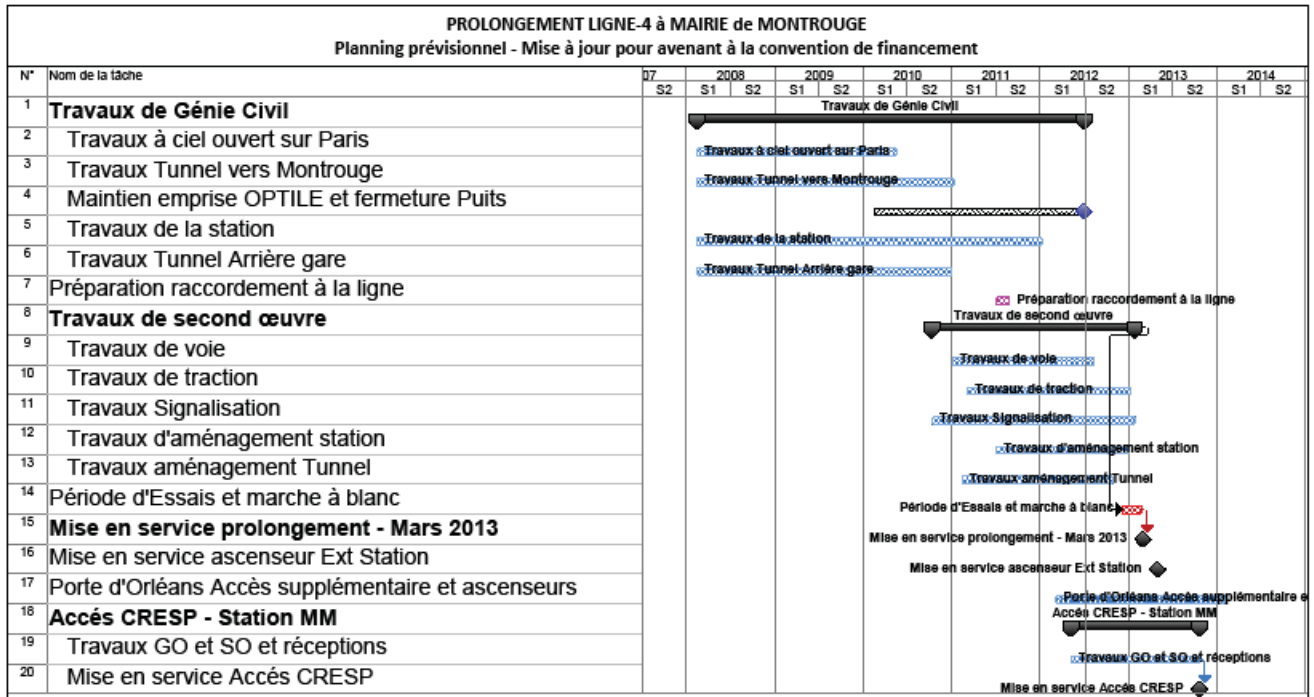 PROLONGEMENT LIGNE-4 à MAIRIE de MONTROUGE
Planning prévisionnel - Mise à jour pour avenant à la convention de financement
N° Nom de la tâche 07 2008 2009 2010 2011 2012 2013 2014
S2 S1 S2 S1 S2 S1 S2 S1 S2 S1 S2 S1 S2 S1 S2
1 Travaux de Génie Civil Travaux de Génie Civil
2 Travaux à ciel ouvert sur Paris Travaux à ciel ouvert sur Paris
3 Travaux Tunnel vers Montrouge Travaux Tunnel vers Montrouge
4 Maintien emprise OPTILE et fermeture Puits
5 Travaux de la station Travaux de la station
6 Travaux Tunnel Arrière gare Travaux Tunnel Arrière gare
7 Préparation raccordement à la ligne Préparation raccordement à la ligne
8 Travaux de second œuvre Travaux de second œuvre
9 Travaux de voie Travaux de voie
10 Travaux de traction Travaux de traction
11 Travaux Signalisation Travaux Signalisation
12 Travaux d'aménagement station Travaux d'aménagement station
13 Travaux aménagement Tunnel Travaux aménagement Tunnel
14 Période d'Essais et marche à blanc Période d'Essais et marche à blanc
15 Mise en service prolongement - Mars 2013 Mise en service prolongement - Mars 2013
16 Mise en service ascenseur Ext Station Mise en service ascenseur Ext Station
17 Porte d'Orléans Accès supplémentaire et ascenseurs Porte d'Orléans Accès supplémentaire e
18 Accés CRESP - Station MM Accés CRESP - Station MM
19 Travaux GO et SO et réceptions Travaux GO et SO et réceptions
20 Mise en service Accés CRESP Mise en service Accés CRESP